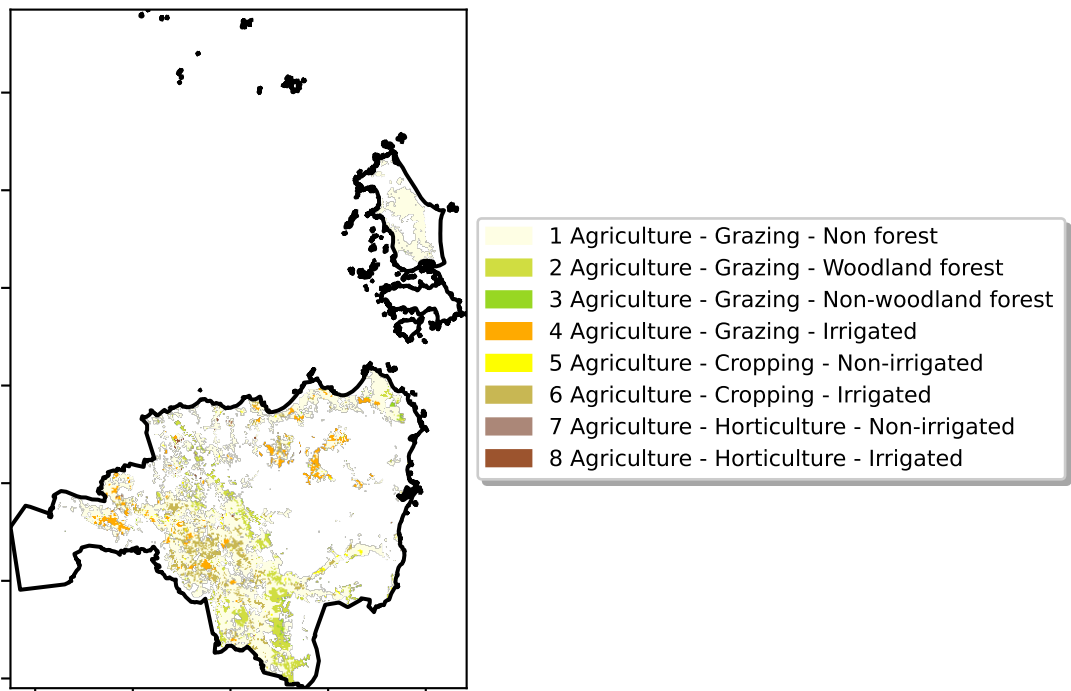 1 Agriculture - Grazing - Non forest
2 Agriculture - Grazing - Woodland forest
3 Agriculture - Grazing - Non-woodland forest
4 Agriculture - Grazing - Irrigated
5 Agriculture - Cropping - Non-irrigated
6 Agriculture - Cropping - Irrigated
7 Agriculture - Horticulture - Non-irrigated
8 Agriculture - Horticulture - Irrigated